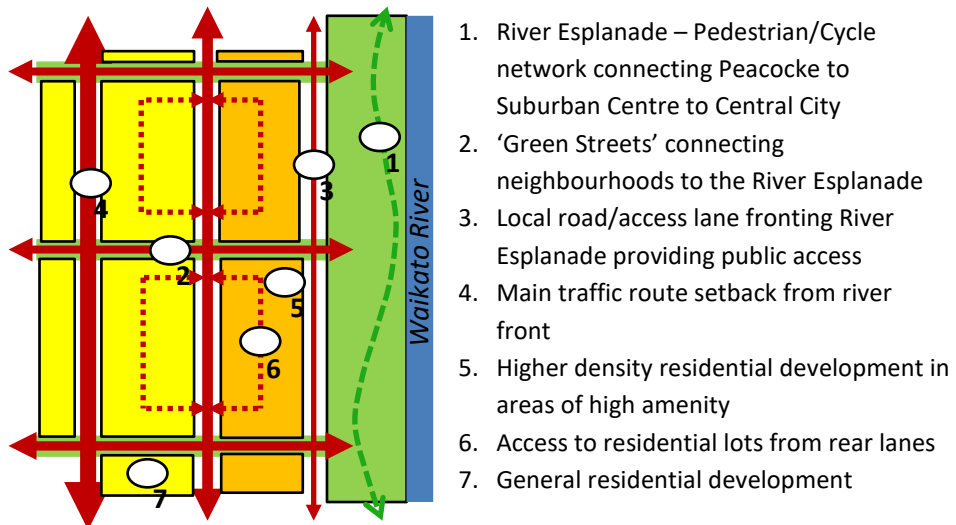 1. River Esplanade – Pedestrian/Cycle
network connecting Peacocke to
Suburban Centre to Central City
2. ‘Green Streets’ connecting
neighbourhoods to the River Esplanade
3. Local road/access lane fronting River
Esplanade providing public access
4. Main traffic route setback from river
front
5. Higher density residential development in
areas of high amenity
6. Access to residential lots from rear lanes
7. General residential development
1
3
4
2
5
6
7
Waikato River